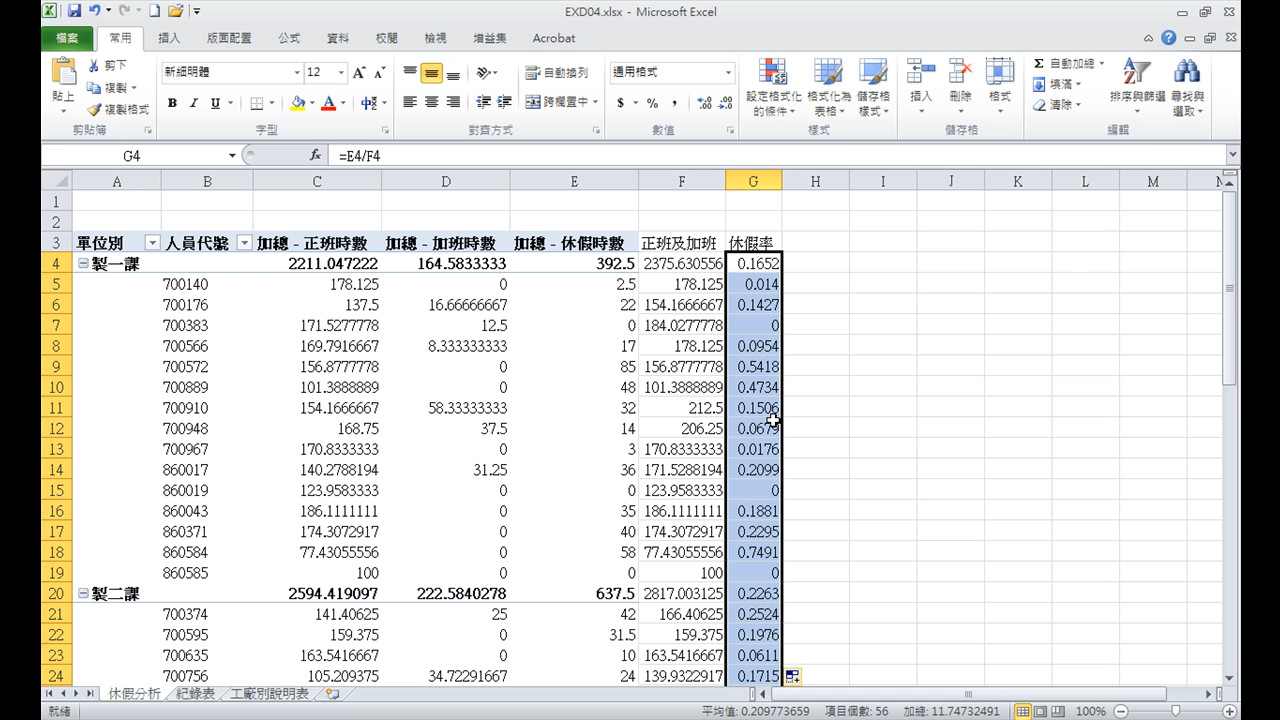 EXD04.xlsx - Microsoft Excel
檔案 常用 插入 版面配置 公式 資料 校閱 檢視 增益集 Acrobat
貼上 剪下 複製 複製格式 剪貼簿
新細明體 12 B I U A 中 字型
自動換列 跨欄置中 對齊方式
通用格式 $ % , 數值
設定格式化的條件 格式化為表格 儲存格樣式 樣式
插入 刪除 格式 儲存格
Σ 自動加總 填滿 清除 排序與篩選 尋找與選取 編輯
G4 fx =E4/F4
A B C D E F G H I J K L M N
1
2
3 單位別 人員代號 加總 - 正班時數 加總 - 加班時數 加總 - 休假時數 正班及加班 休假率
4 製一課 2211.047222 164.5833333 392.5 2375.630556 0.1652
5 700140 178.125 0 2.5 178.125 0.014
6 700176 137.5 16.66666667 22 154.1666667 0.1427
7 700383 171.5277778 12.5 0 184.0277778 0
8 700566 169.7916667 8.333333333 17 178.125 0.0954
9 700572 156.8777778 0 85 156.8777778 0.5418
10 700889 101.3888889 0 48 101.3888889 0.4734
11 700910 154.1666667 58.33333333 32 212.5 0.1506
12 700948 168.75 37.5 14 206.25 0.0679
13 700967 170.8333333 0 3 170.8333333 0.0176
14 860017 140.2788194 31.25 36 171.5288194 0.2099
15 860019 123.9583333 0 0 123.9583333 0
16 860043 186.1111111 0 35 186.1111111 0.1881
17 860371 174.3072917 0 40 174.3072917 0.2295
18 860584 77.43055556 0 58 77.43055556 0.7491
19 860585 100 0 0 100 0
20 製二課 2594.419097 222.5840278 637.5 2817.003125 0.2263
21 700374 141.40625 25 42 166.40625 0.2524
22 700595 159.375 0 31.5 159.375 0.1976
23 700635 163.5416667 0 10 163.5416667 0.0611
24 700756 105.209375 34.72291667 24 139.9322917 0.1715
休假分析 紀錄表 工廠別說明表
就緒 平均值: 0.209773659 項目個數: 56 加總: 11.74732491 100%